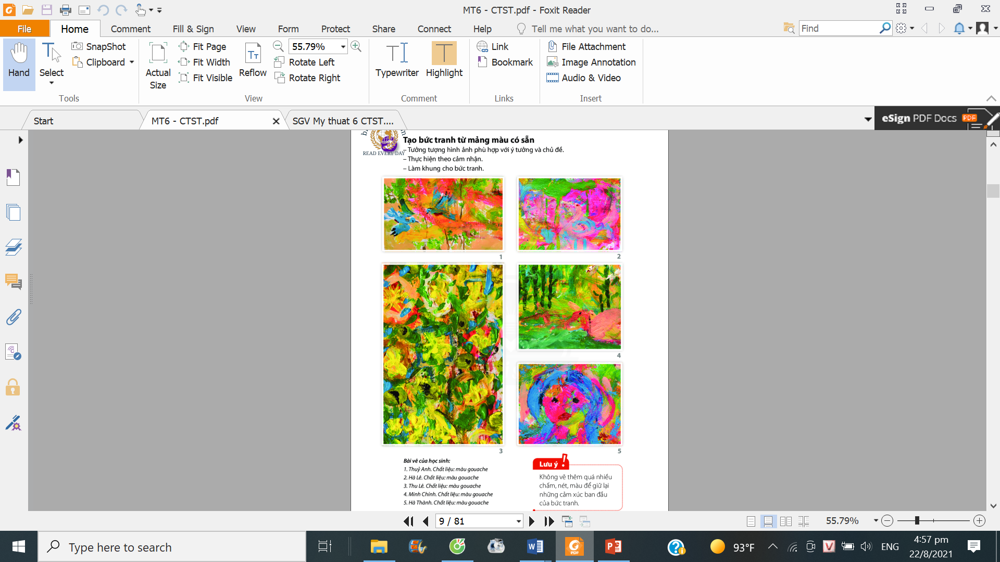 MT6 - CTST.pdf - Foxit Reader
File Home Comment Fill & Sign View Form Protect Share Connect Help Tell me what you want to do... Find
Hand
Select
SnapShot
Clipboard
Tools
Actual Size
Fit Page
Fit Width
Fit Visible
Reflow
55.79%
Rotate Left
Rotate Right
View
Typewriter
Highlight
Comment
Link
Bookmark
Links
File Attachment
Image Annotation
Audio & Video
Insert
Start
MT6 - CTST.pdf
SGV My thuat 6 CTST....
eSign PDF Docs PDF
READ EVERY DAY
Tạo bức tranh từ mảng màu có sẵn
– Tưởng tượng hình ảnh phù hợp với ý tưởng và chủ đề.
– Thực hiện theo cảm nhận.
– Làm khung cho bức tranh.
1
2
3
4
5
Bài vẽ của học sinh:
1. Thuỷ Anh. Chất liệu: màu gouache
2. Hà Lê. Chất liệu: màu gouache
3. Thu Lê. Chất liệu: màu gouache
4. Minh Chính. Chất liệu: màu gouache
5. Hà Thành. Chất liệu: màu gouache
Lưu ý !
Không vẽ thêm quá nhiều
chấm, nét, màu để giữ lại
những cảm xúc ban đầu
của bức tranh.
9 / 81
55.79%
Type here to search
93°F
ENG
4:57 pm
22/8/2021